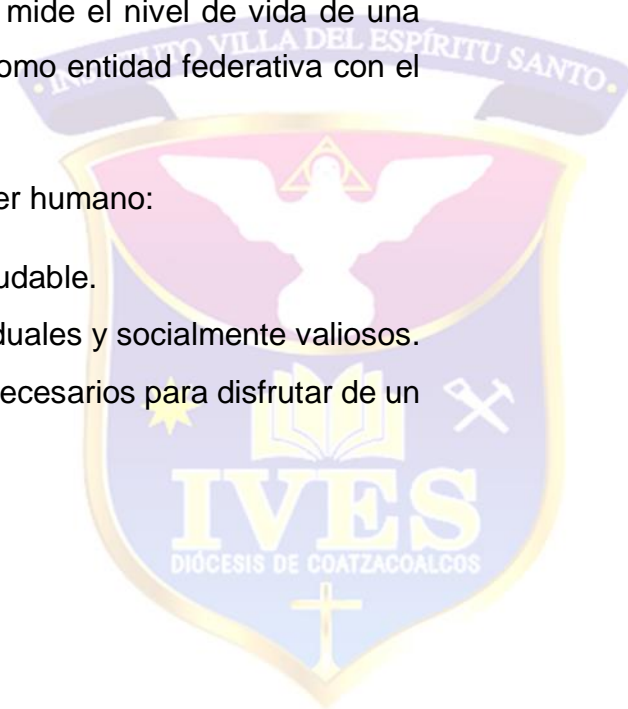 mide el nivel de vida de una
omo entidad federativa con el
er humano:
udable.
duales y socialmente valiosos.
ecesarios para disfrutar de un
• INSTITUTO VILLA DEL ESPÍRITU SANTO •
IVES
DIÓCESIS DE COATZACOALCOS